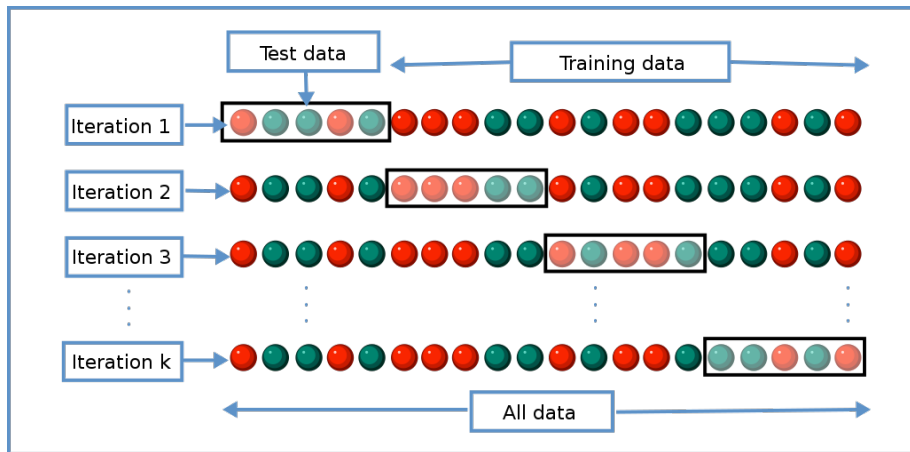 Test data
Training data
Iteration 1
Iteration 2
Iteration 3
Iteration k
All data